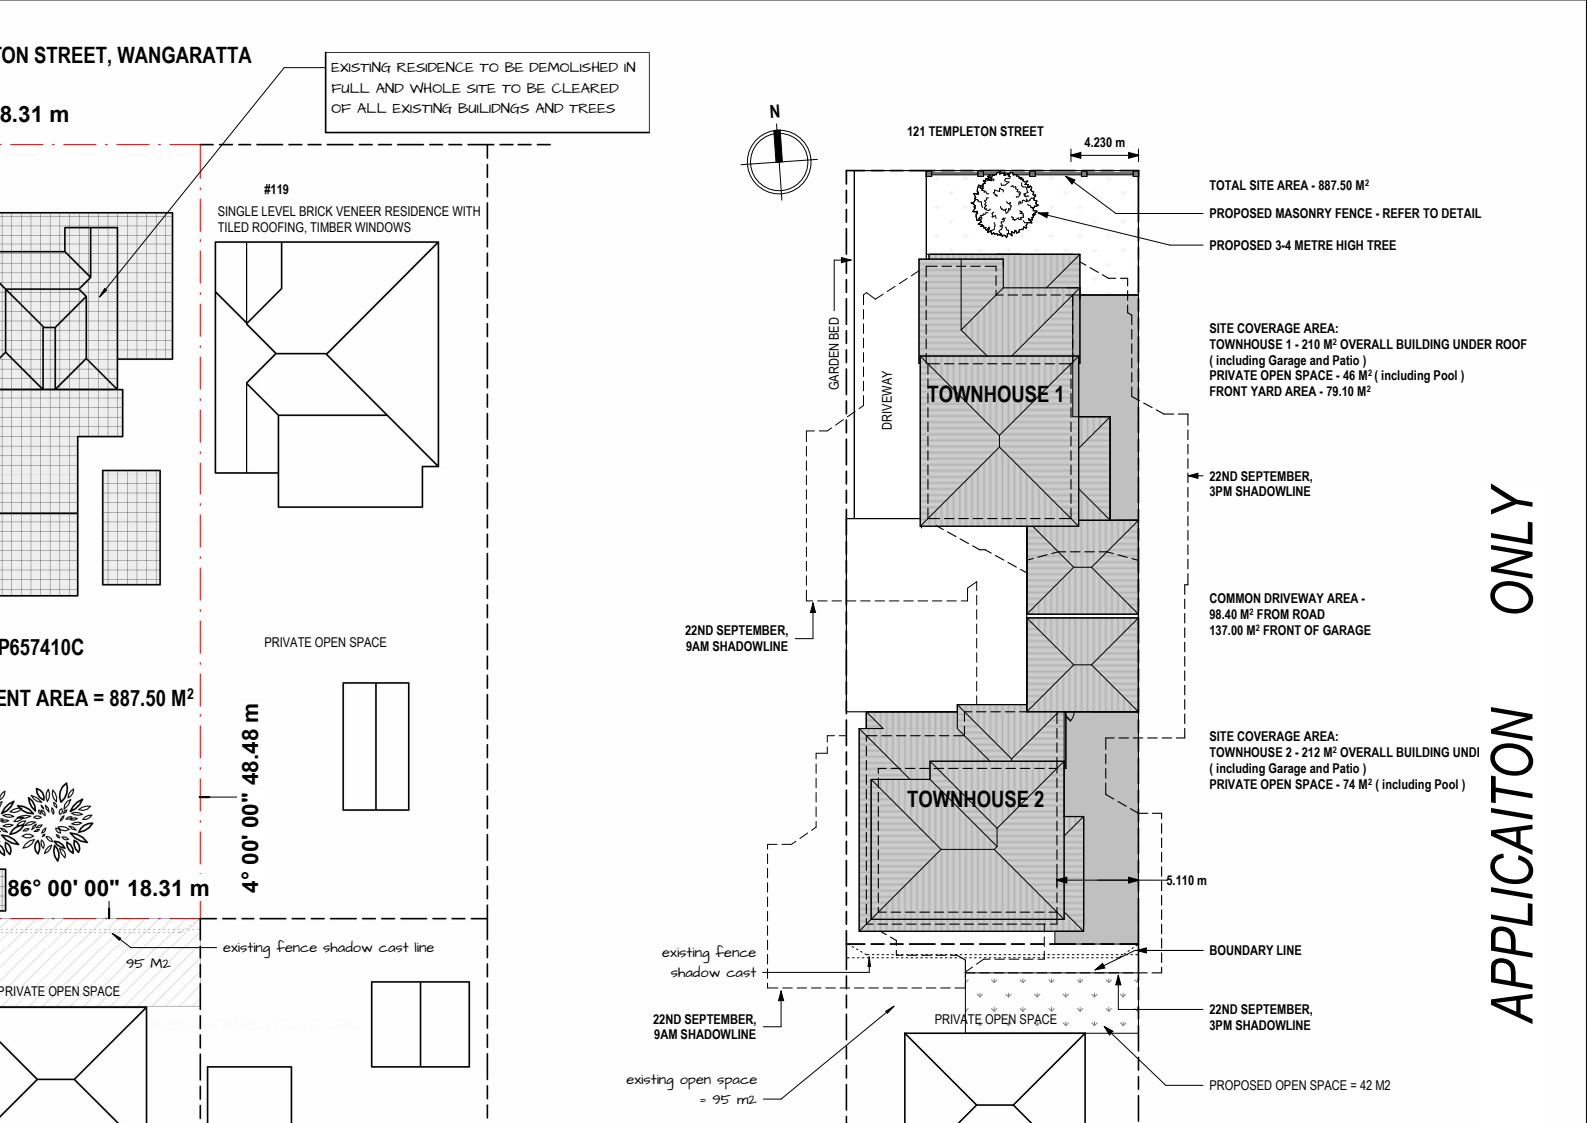 TON STREET, WANGARATTA
8.31 m
EXISTING RESIDENCE TO BE DEMOLISHED IN
FULL AND WHOLE SITE TO BE CLEARED
OF ALL EXISTING BUILIDNGS AND TREES
#119
SINGLE LEVEL BRICK VENEER RESIDENCE WITH
TILED ROOFING, TIMBER WINDOWS
P657410C
ENT AREA = 887.50 M²
PRIVATE OPEN SPACE
4° 00' 00" 48.48 m
86° 00' 00" 18.31 m
existing fence shadow cast line
95 M2
PRIVATE OPEN SPACE
N
121 TEMPLETON STREET
4.230 m
TOTAL SITE AREA - 887.50 M²
PROPOSED MASONRY FENCE - REFER TO DETAIL
PROPOSED 3-4 METRE HIGH TREE
GARDEN BED
DRIVEWAY
TOWNHOUSE 1
SITE COVERAGE AREA:
TOWNHOUSE 1 - 210 M² OVERALL BUILDING UNDER ROOF
( including Garage and Patio )
PRIVATE OPEN SPACE - 46 M² ( including Pool )
FRONT YARD AREA - 79.10 M²
22ND SEPTEMBER,
3PM SHADOWLINE
22ND SEPTEMBER,
9AM SHADOWLINE
COMMON DRIVEWAY AREA -
98.40 M² FROM ROAD
137.00 M² FRONT OF GARAGE
SITE COVERAGE AREA:
TOWNHOUSE 2 - 212 M² OVERALL BUILDING UNDE
( including Garage and Patio )
PRIVATE OPEN SPACE - 74 M² ( including Pool )
TOWNHOUSE 2
5.110 m
existing fence
shadow cast
BOUNDARY LINE
22ND SEPTEMBER,
9AM SHADOWLINE
22ND SEPTEMBER,
3PM SHADOWLINE
PRIVATE OPEN SPACE
existing open space
= 95 m2
PROPOSED OPEN SPACE = 42 M2
APPLICAITON ONLY